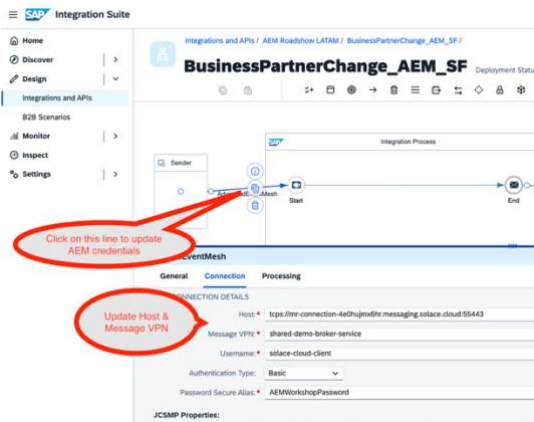 SAP Integration Suite
Home
Discover
Design
Integrations and APIs
B2B Scenarios
Monitor
Inspect
Settings
Integrations and APIs / AEM Roadshow LATAM / BusinessPartnerChange_AEM_SF /
BusinessPartnerChange_AEM_SF
Deployment Statu
SAP Integration Process
Sender
Start
End
Click on this line to update
AEM credentials
EventMesh
General Connection Processing
CONNECTION DETAILS
Update Host &
Message VPN
Host:* tcps://mr-connection-4e0hujmx6hr.messaging.solace.cloud:55443
Message VPN:* shared-demo-broker-service
Username:* solace-cloud-client
Authentication Type: Basic
Password Secure Alias:* AEMWorkshopPassword
JCSMP Properties: